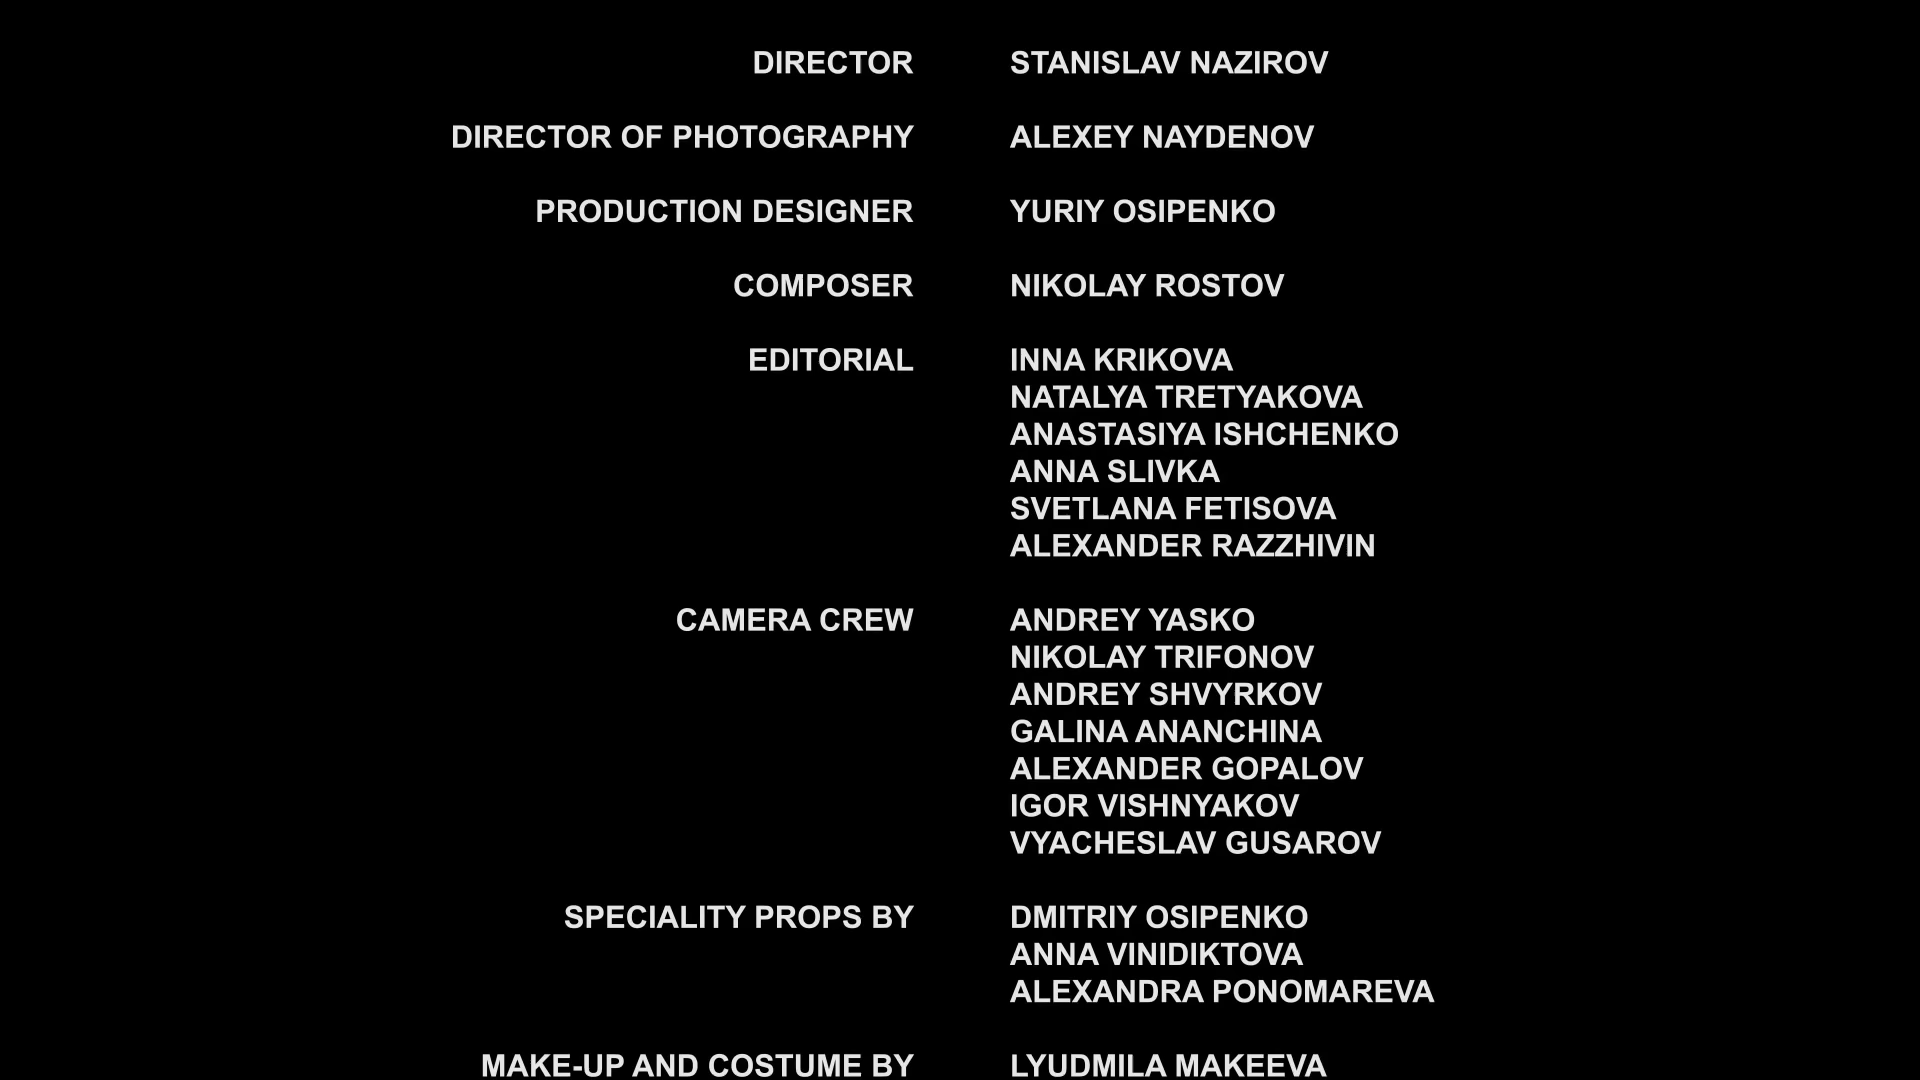 DIRECTOR STANISLAV NAZIROV
DIRECTOR OF PHOTOGRAPHY ALEXEY NAYDENOV
PRODUCTION DESIGNER YURIY OSIPENKO
COMPOSER NIKOLAY ROSTOV
EDITORIAL INNA KRIKOVA
NATALYA TRETYAKOVA
ANASTASIYA ISHCHENKO
ANNA SLIVKA
SVETLANA FETISOVA
ALEXANDER RAZZHIVIN
CAMERA CREW ANDREY YASKO
NIKOLAY TRIFONOV
ANDREY SHVYRKOV
GALINA ANANCHINA
ALEXANDER GOPALOV
IGOR VISHNYAKOV
VYACHESLAV GUSAROV
SPECIALITY PROPS BY DMITRIY OSIPENKO
ANNA VINIDIKTOVA
ALEXANDRA PONOMAREVA
MAKE-UP AND COSTUME BY LYUDMILA MAKEEVA